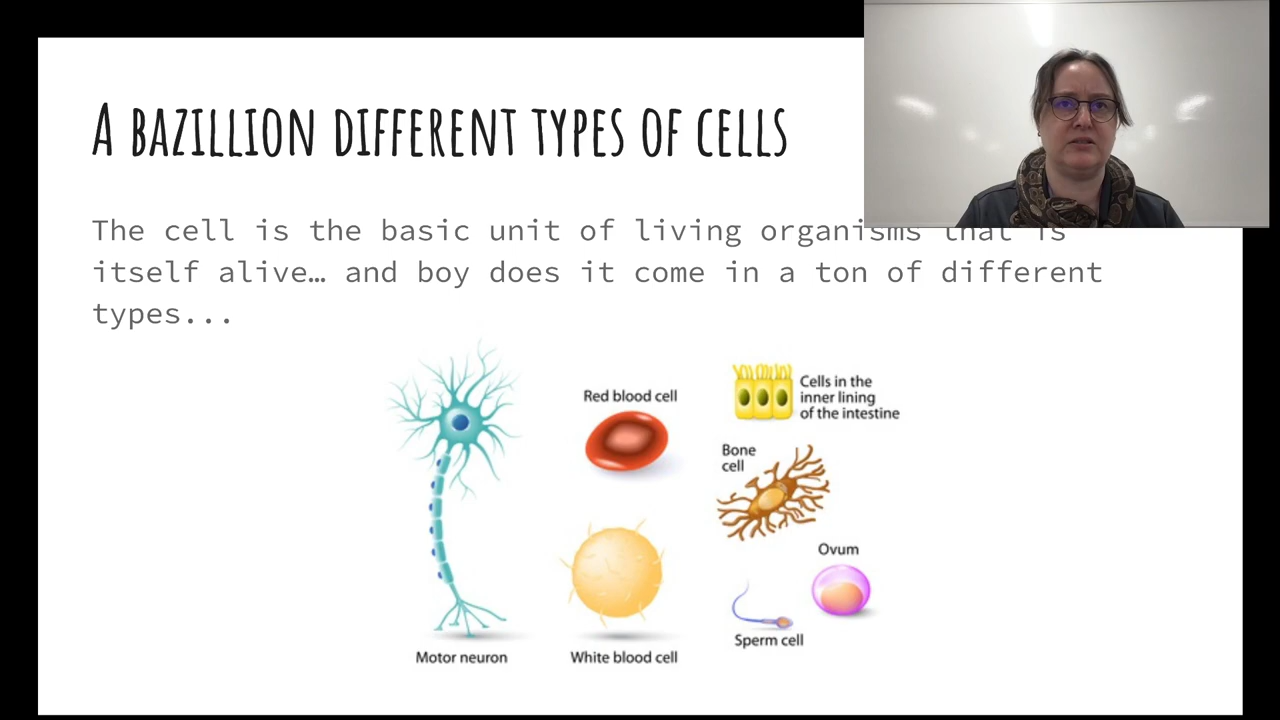 A BAZILLION DIFFERENT TYPES OF CELLS
The cell is the basic unit of living organisms that is
itself alive… and boy does it come in a ton of different
types...
Red blood cell
Cells in the
inner lining
of the intestine
Bone
cell
Ovum
Sperm cell
Motor neuron
White blood cell